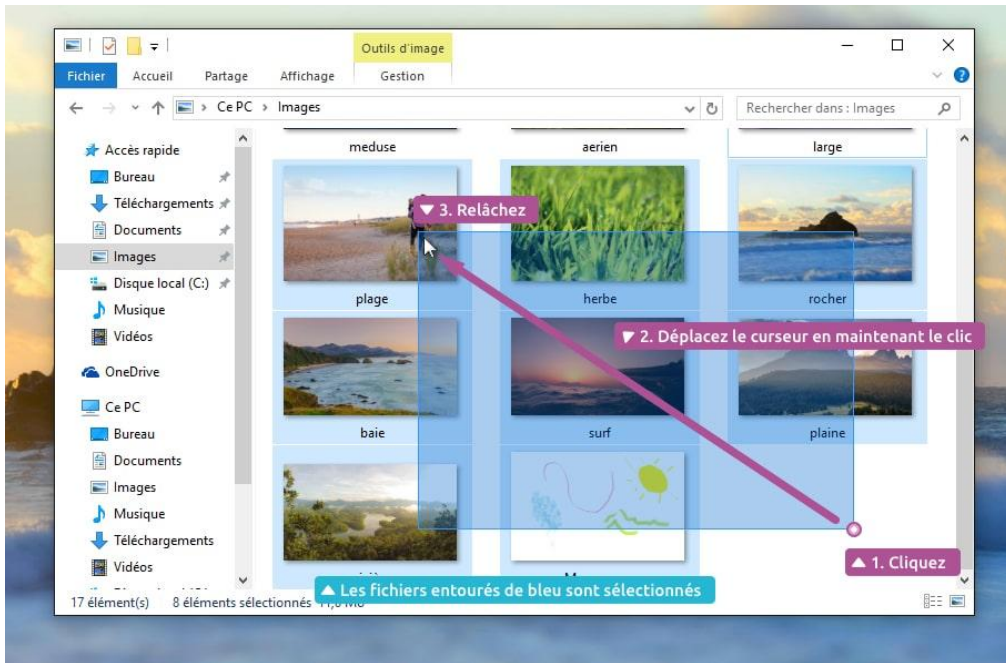 Outils d'image
Fichier Accueil Partage Affichage Gestion
Ce PC Images
Rechercher dans : Images
Accès rapide
Bureau
Téléchargements
Documents
Images
Disque local (C:)
Musique
Vidéos
OneDrive
Ce PC
Bureau
Documents
Images
Musique
Téléchargements
Vidéos
meduse aerien large
3. Relâchez
plage herbe rocher
2. Déplacez le curseur en maintenant le clic
baie surf plaine
1. Cliquez
Les fichiers entourés de bleu sont sélectionnés
17 élément(s) 8 éléments sélectionnés